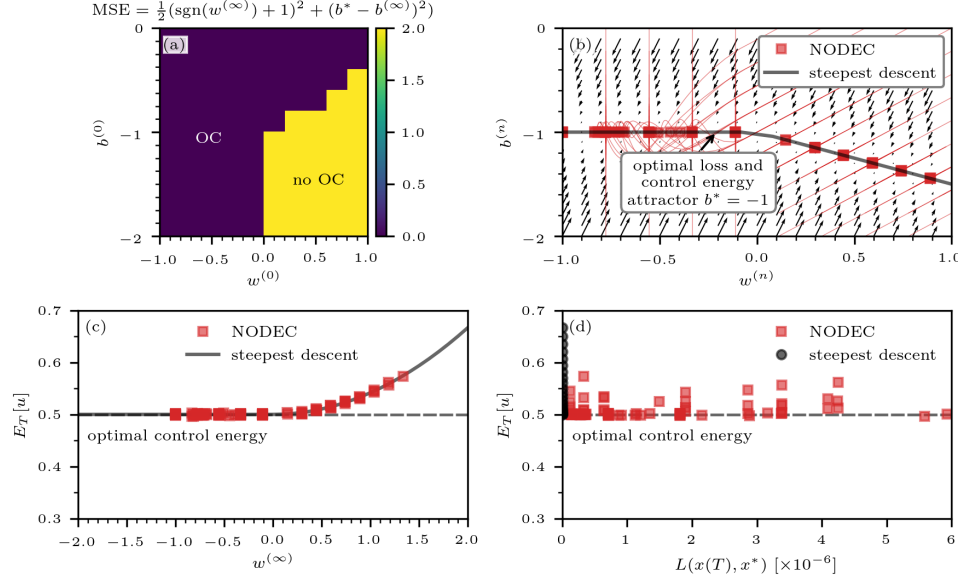 MSE = 1/2(sgn(w^(∞)) + 1)^2 + (b* − b^(∞))^2)
(a)
0
−1
−2
b^(0)
OC
no OC
−1.0
−0.5
0.0
0.5
1.0
w^(0)
2.0
1.5
1.0
0.5
0.0
(b)
NODEC
steepest descent
0
−1
−2
b^(n)
optimal loss and
control energy
attractor b* = −1
−1.0
−0.5
0.0
0.5
1.0
w^(n)
(c)
NODEC
steepest descent
0.7
0.6
0.5
0.4
0.3
E_T[u]
optimal control energy
−2.0
−1.5
−1.0
−0.5
0.0
0.5
1.0
1.5
2.0
w^(∞)
(d)
NODEC
steepest descent
0.7
0.6
0.5
0.4
0.3
E_T[u]
optimal control energy
0
1
2
3
4
5
6
L(x(T), x*) [×10^−6]